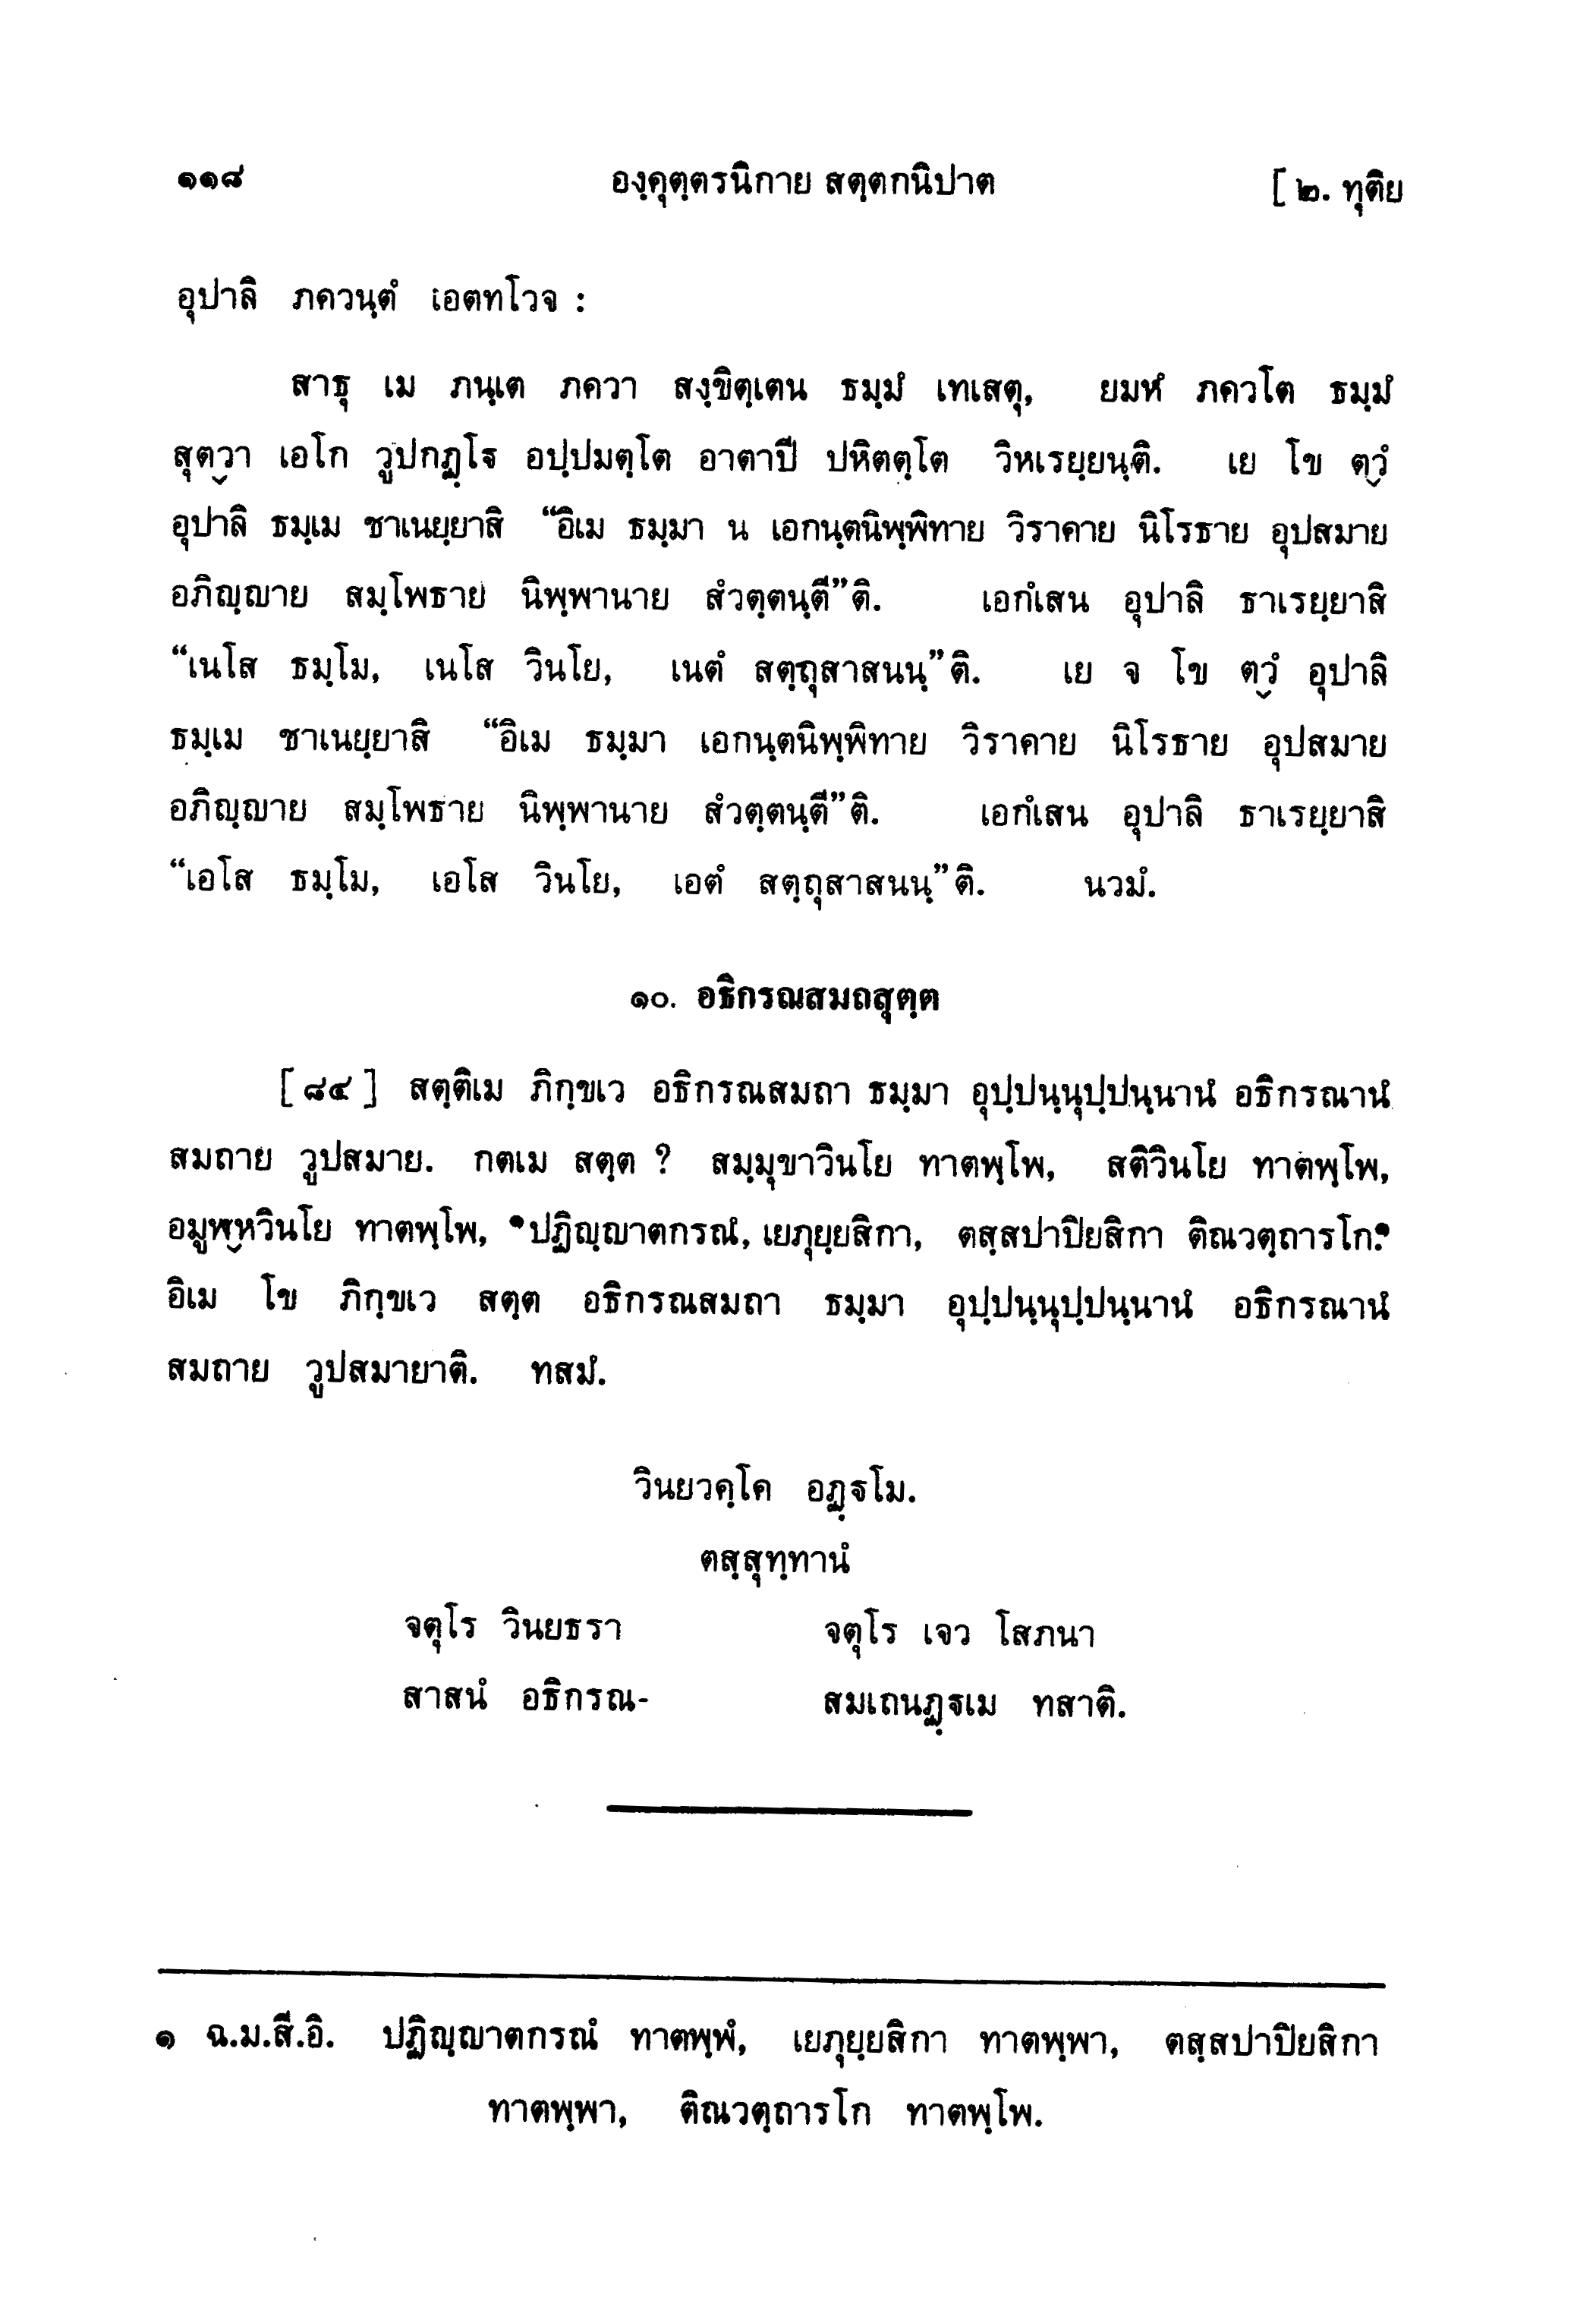 ๑๑๘ องฺคุตฺตรนิกาย สตฺตกนิปาต [ ๒. ทุติย
อุปาลิ ภควนฺตํ เอตทโวจ :
สาธุ เม ภนฺเต ภควา สงฺขิตฺเตน ธมฺมํ เทเสตุ, ยมหํ ภควโต ธมฺมํ
สุตฺวา เอโก วูปกฏฺโฐ อปฺปมตฺโต อาตาปี ปหิตตฺโต วิหเรยฺยนฺติ. เย โข ตฺวํ
อุปาลิ ธมฺเม ชาเนยฺยาสิ “อิเม ธมฺมา น เอกนฺตนิพฺพิทาย วิราคาย นิโรธาย อุปสมาย
อภิญฺญาย สมฺโพธาย นิพฺพานาย สํวตฺตนฺตี”ติ. เอกํเสน อุปาลิ ธาเรยฺยาสิ
“เนโส ธมฺโม, เนโส วินโย, เนตํ สตฺถุสาสนนฺ”ติ. เย จ โข ตฺวํ อุปาลิ
ธมฺเม ชาเนยฺยาสิ “อิเม ธมฺมา เอกนฺตนิพฺพิทาย วิราคาย นิโรธาย อุปสมาย
อภิญฺญาย สมฺโพธาย นิพฺพานาย สํวตฺตนฺตี”ติ. เอกํเสน อุปาลิ ธาเรยฺยาสิ
“เอโส ธมฺโม, เอโส วินโย, เอตํ สตฺถุสาสนนฺ”ติ. นวมํ.
๑๐. อธิกรณสมถสุตฺต
[ ๘๔ ] สตฺติเม ภิกฺขเว อธิกรณสมถา ธมฺมา อุปฺปนฺนุปฺปนฺนานํ อธิกรณานํ
สมถาย วูปสมาย. กตเม สตฺต ? สมฺมุขาวินโย ทาตพฺโพ, สติวินโย ทาตพฺโพ,
อมูฬฺหวินโย ทาตพฺโพ, ๑ปฏิญฺญาตกรณํ, เยภุยฺยสิกา, ตสฺสปาปิยสิกา ติณวตฺถารโก.๑
อิเม โข ภิกฺขเว สตฺต อธิกรณสมถา ธมฺมา อุปฺปนฺนุปฺปนฺนานํ อธิกรณานํ
สมถาย วูปสมายาติ. ทสมํ.
วินยวคฺโค อฏฺฐโม.
ตสฺสุทฺทานํ
จตุโร วินยธรา จตุโร เจว โสภนา
สาสนํ อธิกรณ- สมเถนฏฺฐเม ทสาติ.
๑ ฉ.ม.สี.อิ. ปฏิญฺญาตกรณํ ทาตพฺพํ, เยภุยฺยสิกา ทาตพฺพา, ตสฺสปาปิยสิกา
ทาตพฺพา, ติณวตฺถารโก ทาตพฺโพ.